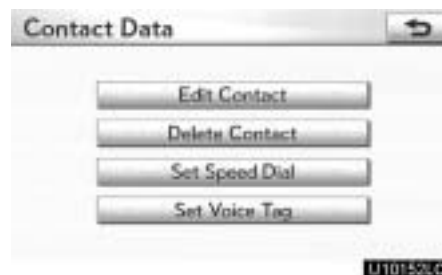 Contact Data
Edit Contact
Delete Contact
Set Speed Dial
Set Voice Tag